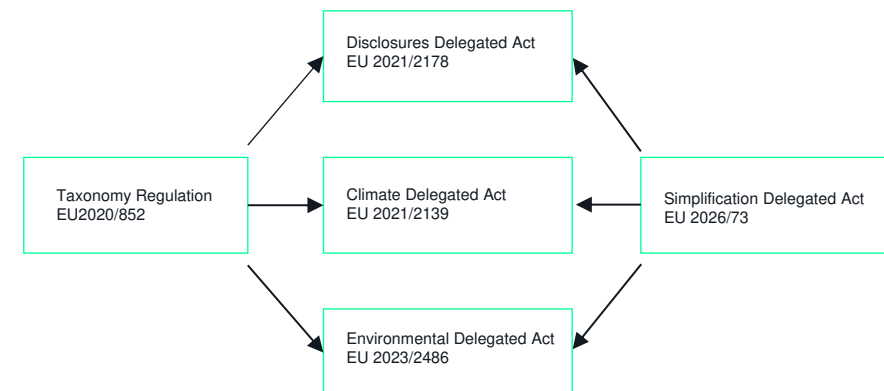 Disclosures Delegated Act
EU 2021/2178
Taxonomy Regulation
EU2020/852
Climate Delegated Act
EU 2021/2139
Simplification Delegated Act
EU 2026/73
Environmental Delegated Act
EU 2023/2486